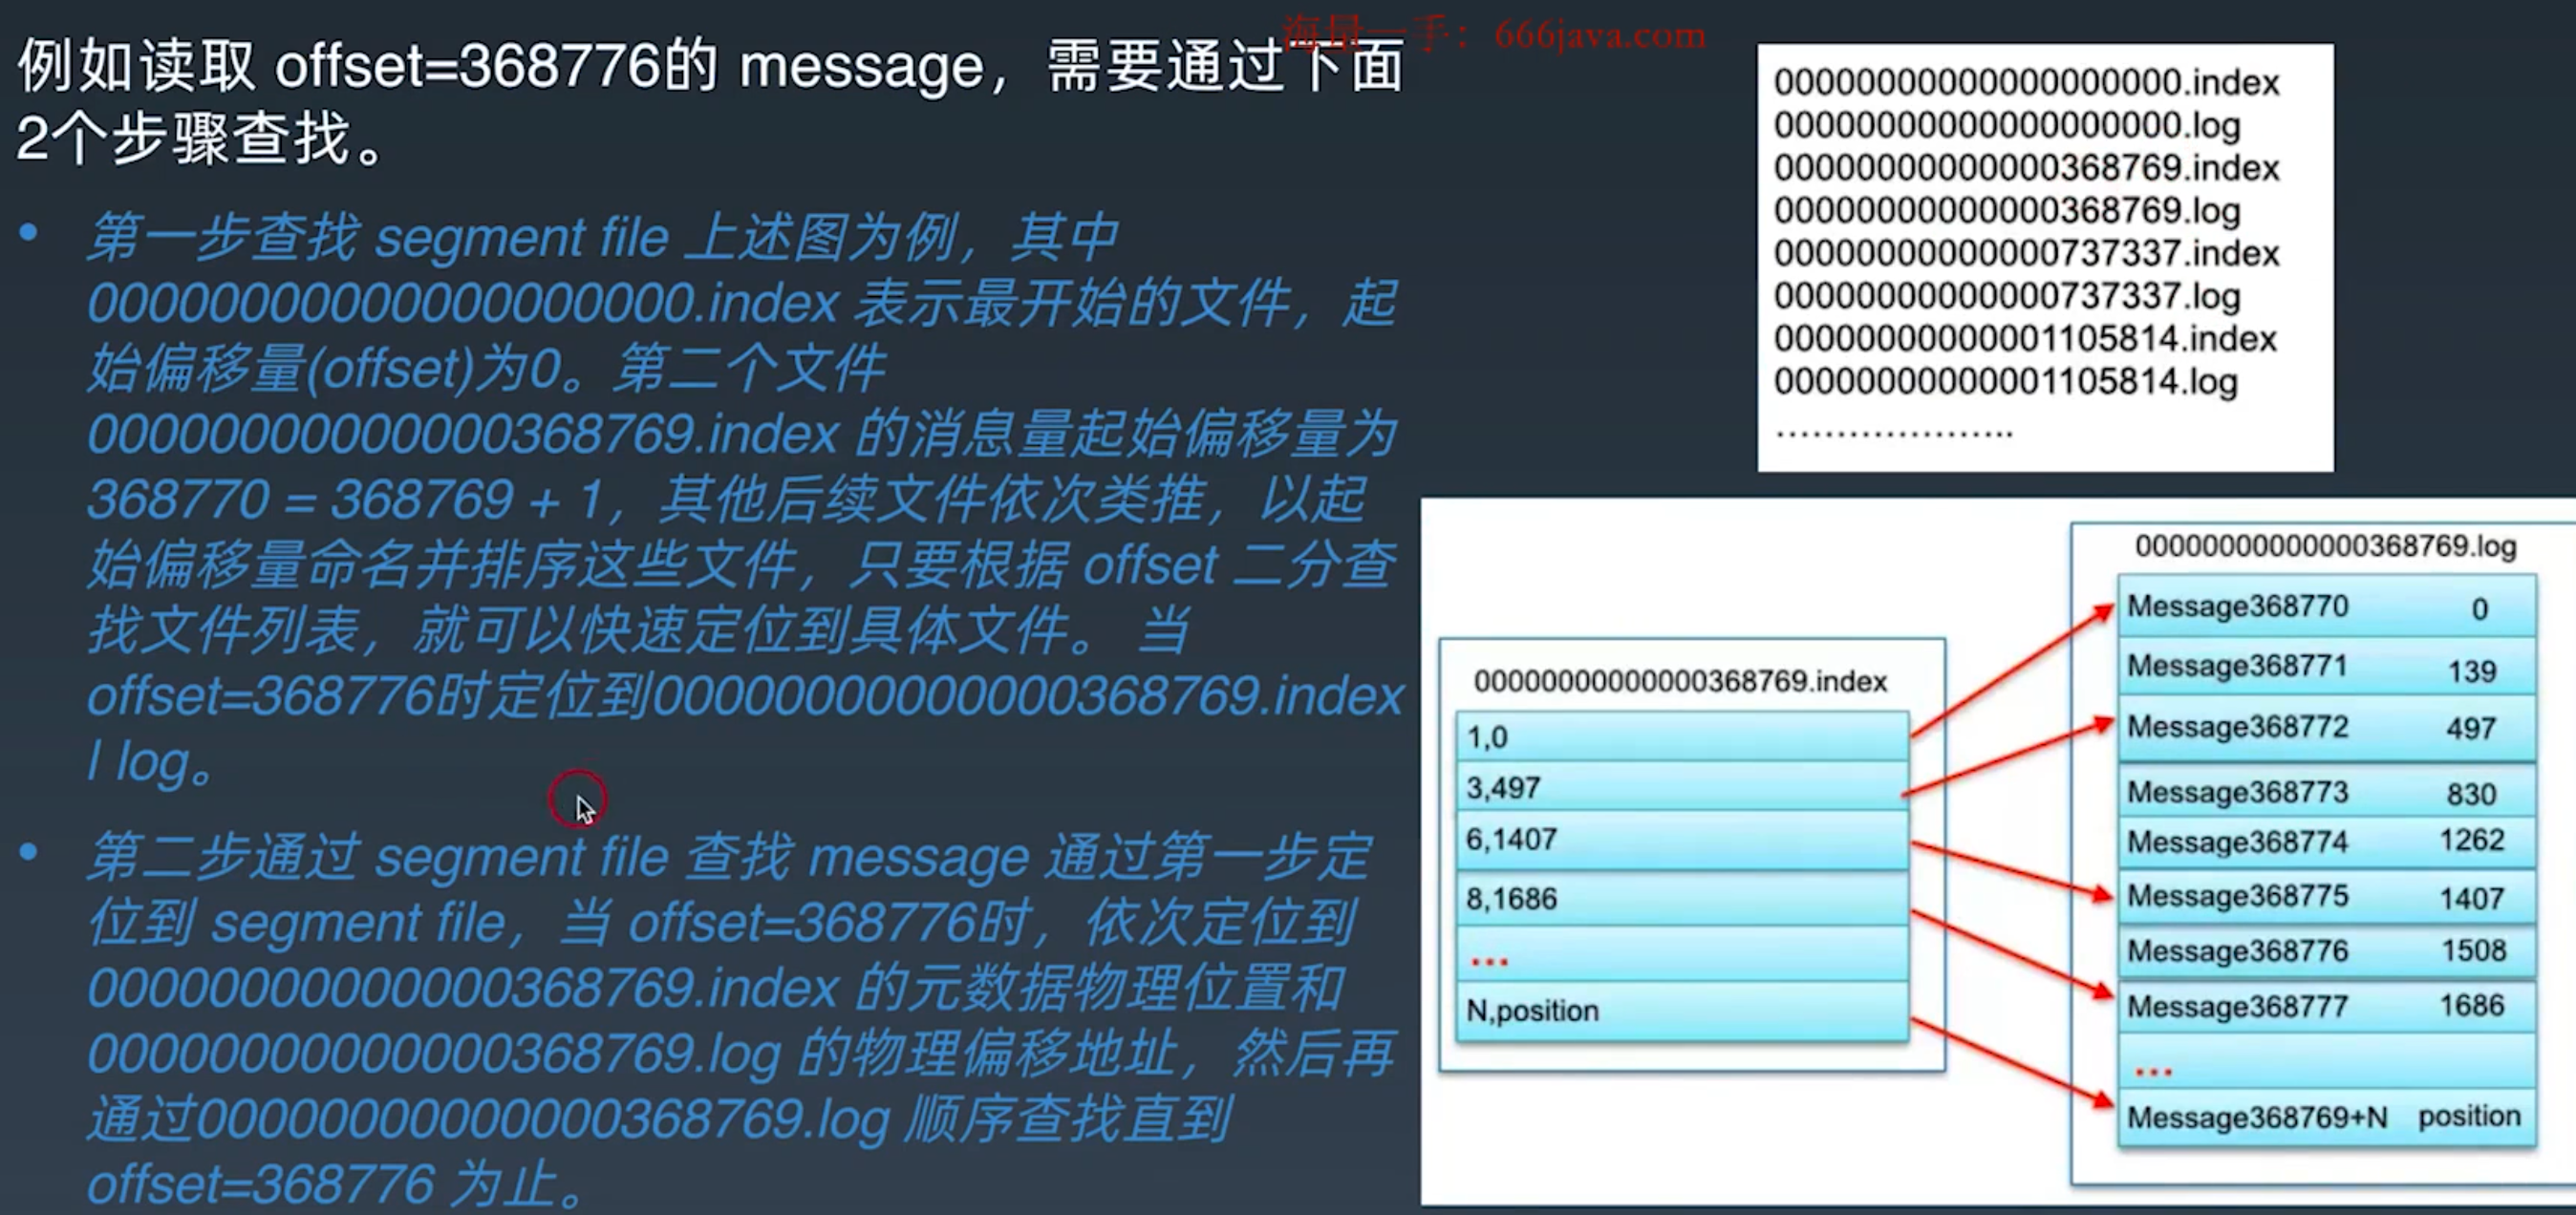 海量一手：666java.com
例如读取 offset=368776的 message，需要通过下面
2个步骤查找。
• 第一步查找 segment file 上述图为例，其中
00000000000000000000.index 表示最开始的文件，起
始偏移量(offset)为0。第二个文件
00000000000000368769.index 的消息量起始偏移量为
368770 = 368769 + 1，其他后续文件依次类推，以起
始偏移量命名并排序这些文件，只要根据 offset 二分查
找文件列表，就可以快速定位到具体文件。 当
offset=368776时定位到00000000000000368769.index
l log。
• 第二步通过 segment file 查找 message 通过第一步定
位到 segment file，当 offset=368776时，依次定位到
00000000000000368769.index 的元数据物理位置和
00000000000000368769.log 的物理偏移地址，然后再
通过00000000000000368769.log 顺序查找直到
offset=368776 为止。
00000000000000000000.index
00000000000000000000.log
00000000000000368769.index
00000000000000368769.log
00000000000000737337.index
00000000000000737337.log
00000000000001105814.index
00000000000001105814.log
....................
00000000000000368769.index
1,0
3,497
6,1407
8,1686
...
N,position
00000000000000368769.log
Message368770 0
Message368771 139
Message368772 497
Message368773 830
Message368774 1262
Message368775 1407
Message368776 1508
Message368777 1686
...
Message368769+N position